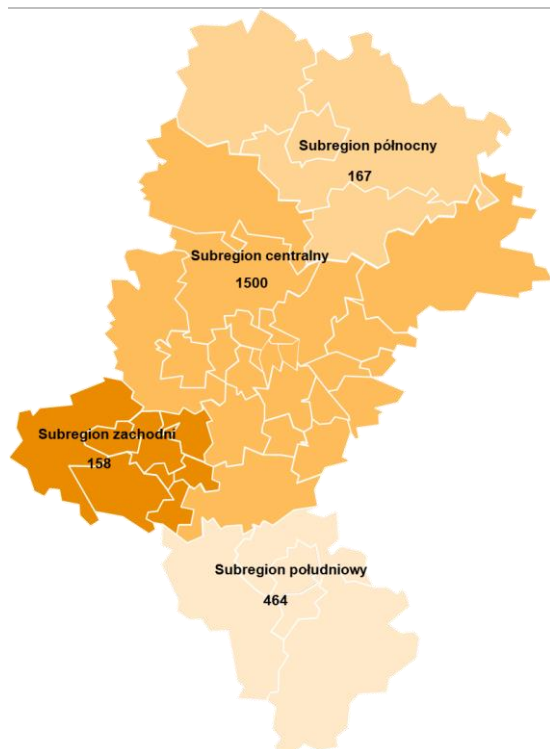 Subregion północny
167
Subregion centralny
1500
Subregion zachodni
158
Subregion południowy
464